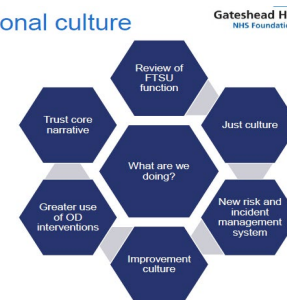 onal culture
Gateshead H
NHS Foundatio
Review of
FTSU
function
Trust core
narrative
Just culture
What are we
doing?
Greater use
of OD
interventions
New risk and
incident
management
system
Improvement
culture